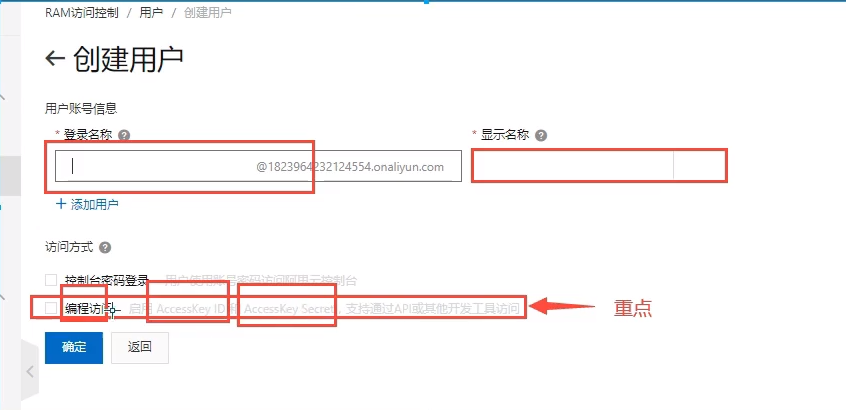 RAM访问控制 / 用户 / 创建用户
← 创建用户
用户账号信息
* 登录名称 ? * 显示名称 ?
@1823964232124554.onaliyun.com
+ 添加用户
访问方式 ?
控制台密码登录 用户使用账号密码访问阿里云控制台
编程访问 启用 AccessKey ID 和 AccessKey Secret，支持通过API或其他开发工具访问 重点
确定 返回